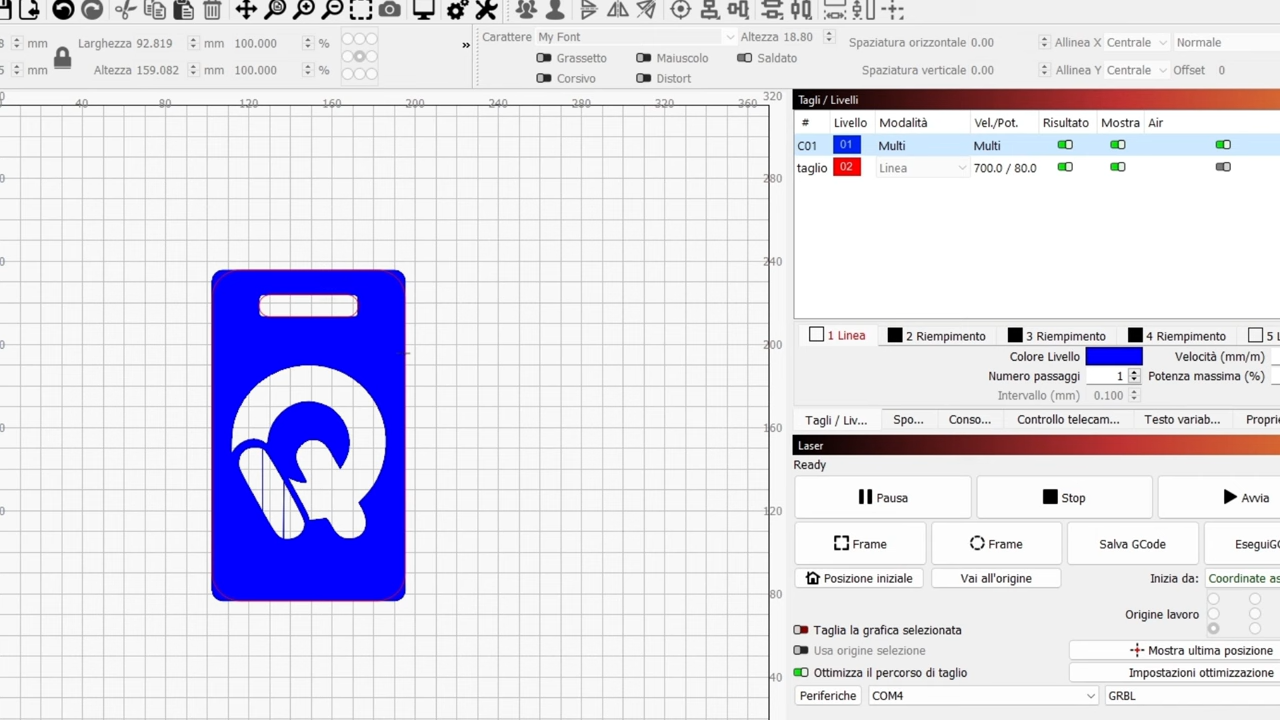 8 mm Larghezza 92.819 mm 100.000 %
5 mm Altezza 159.082 mm 100.000 %
»
Carattere My Font Altezza 18.80
Grassetto Maiuscolo Saldato
Corsivo Distort
Spaziatura orizzontale 0.00 Allinea X Centrale Normale
Spaziatura verticale 0.00 Allinea Y Centrale Offset 0
0 40 80 120 160 200 240 280 320 360 320
280
240
200
160
120
80
40
Tagli / Livelli
# Livello Modalità Vel./Pot. Risultato Mostra Air
C01 01 Multi Multi
taglio 02 Linea 700.0 / 80.0
1 Linea 2 Riempimento 3 Riempimento 4 Riempimento 5 L
Colore Livello Velocità (mm/m)
Numero passaggi 1 Potenza massima (%)
Intervallo (mm) 0.100
Tagli / Liv... Spo... Conso... Controllo telecam... Testo variab... Proprie
Laser
Ready
Pausa Stop Avvia
Frame Frame Salva GCode EseguiGC
Posizione iniziale Vai all'origine Inizia da: Coordinate as
Origine lavoro
Taglia la grafica selezionata
Usa origine selezione Mostra ultima posizione
Ottimizza il percorso di taglio Impostazioni ottimizzazione
Periferiche COM4 GRBL